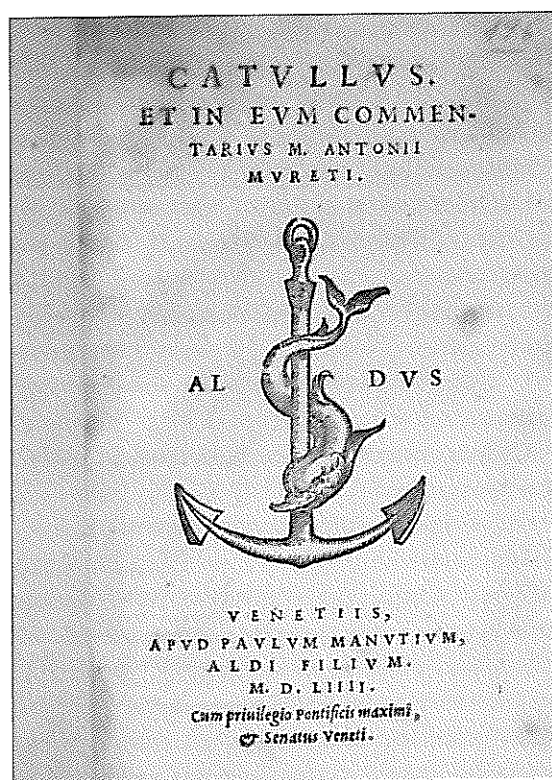 CATVLLVS.
ET IN EVM COMMEN-
TARIVS M. ANTONII
MVRETI.
AL DVS
VENETIIS,
APVD PAVLVM MANVTIVM,
ALDI FILIVM.
M. D. LIIII.
Cum priuilegio Pontificis maximi,
& Senatus Veneti.